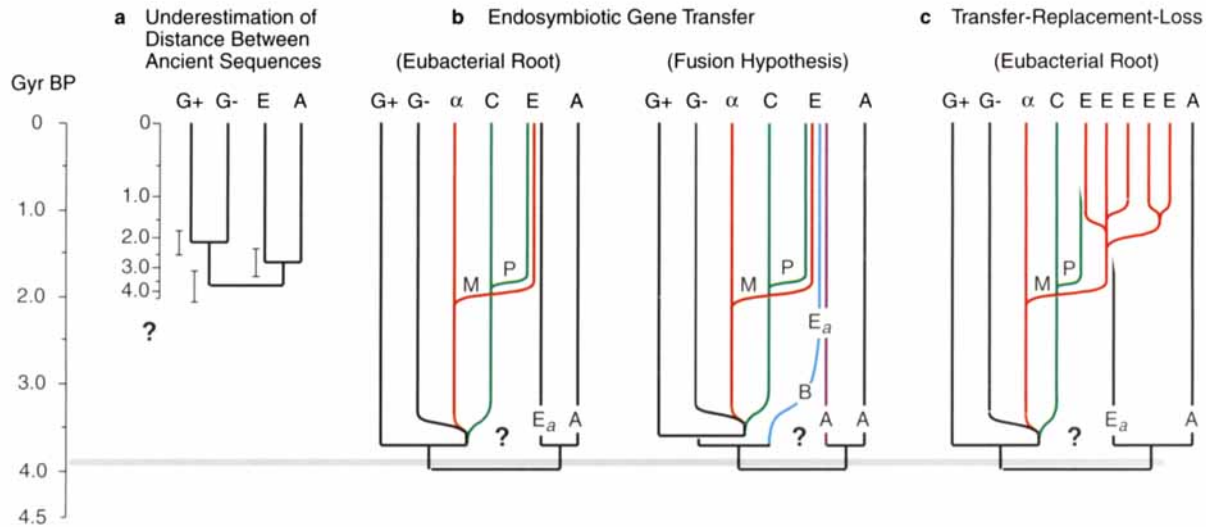 a Underestimation of
Distance Between
Ancient Sequences
b Endosymbiotic Gene Transfer
c Transfer-Replacement-Loss
(Eubacterial Root) (Fusion Hypothesis) (Eubacterial Root)
Gyr BP
G+ G- E A G+ G- α C E A G+ G- α C E A G+ G- α C E E E E E A
0 0
1.0 1.0
2.0 2.0
3.0 3.0
4.0 4.0
4.5
?
M P
M P
M P
Ea
B
Ea A ? A A ? Ea A
?